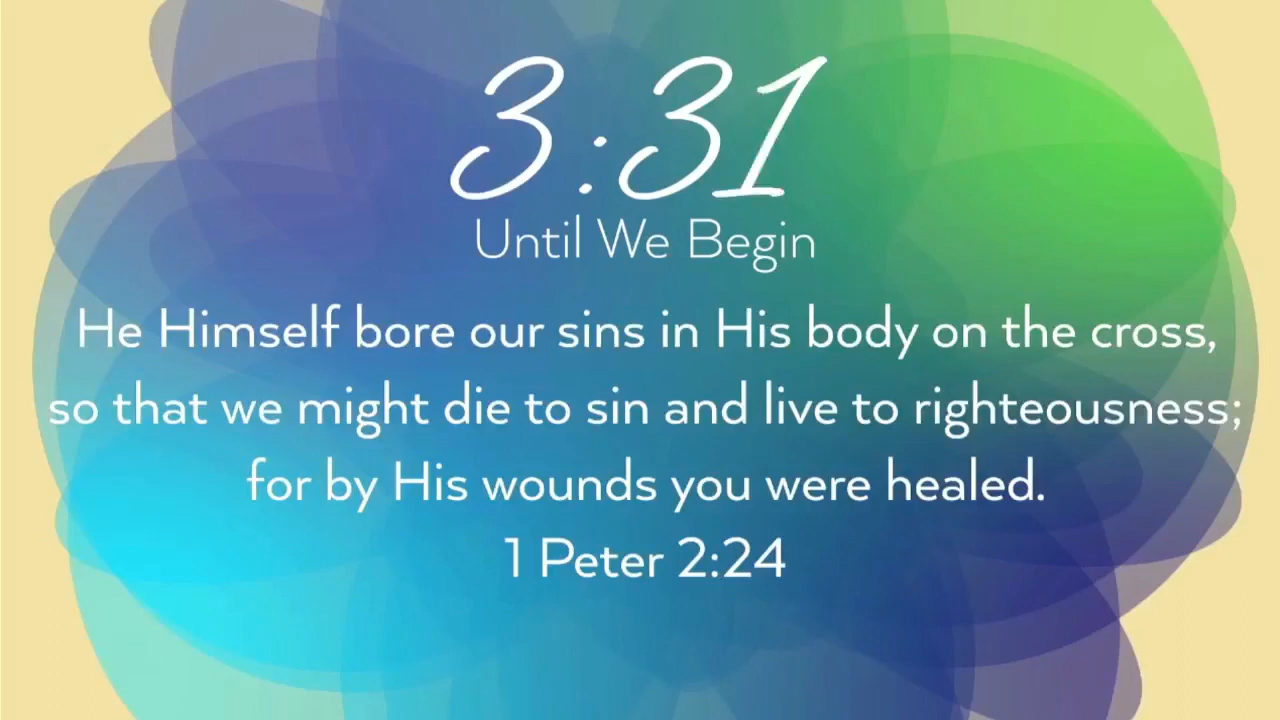 3:31
Until We Begin
He Himself bore our sins in His body on the cross,
so that we might die to sin and live to righteousness;
for by His wounds you were healed.
1 Peter 2:24